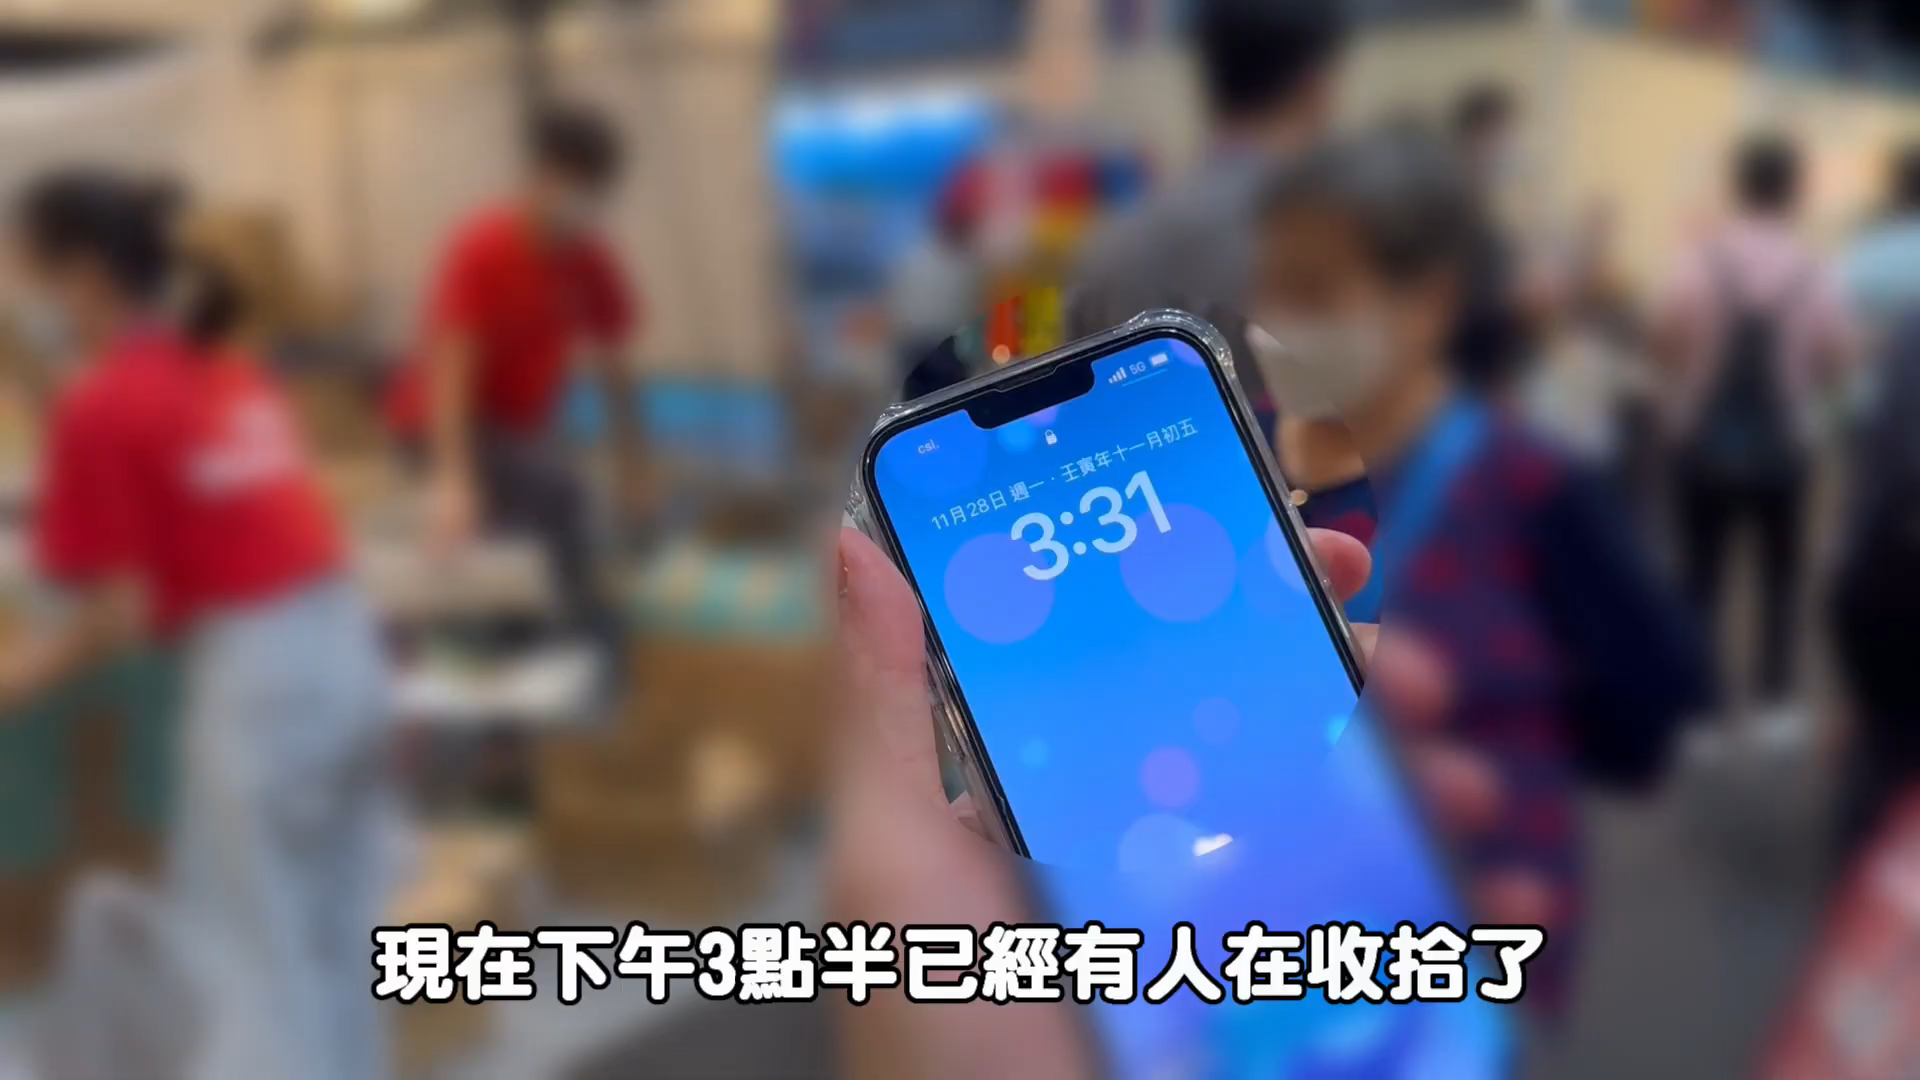 5G
csl.
11月28日 週一 · 壬寅年十一月初五
3:31
現在下午3點半已經有人在收拾了